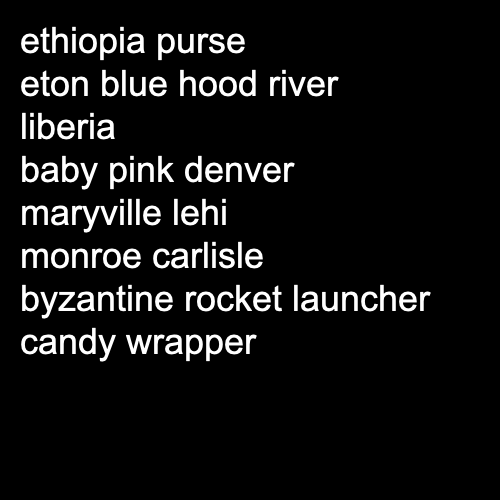 ethiopia purse
eton blue hood river
liberia
baby pink denver
maryville lehi
monroe carlisle
byzantine rocket launcher
candy wrapper